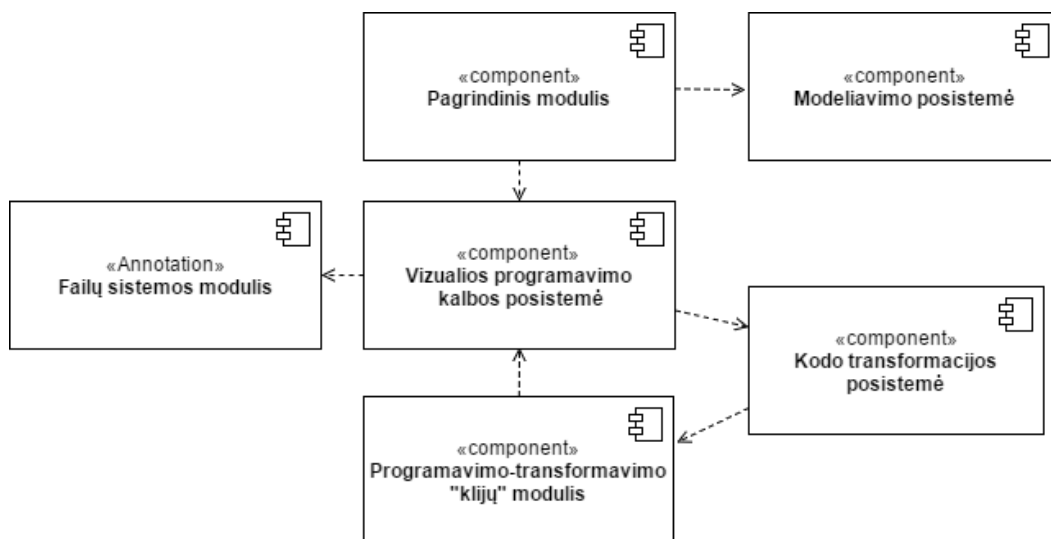 «component»
Pagrindinis modulis
«component»
Modeliavimo posistemė
«Annotation»
Failų sistemos modulis
«component»
Vizualios programavimo
kalbos posistemė
«component»
Kodo transformacijos
posistemė
«component»
Programavimo-transformavimo
"klijų" modulis